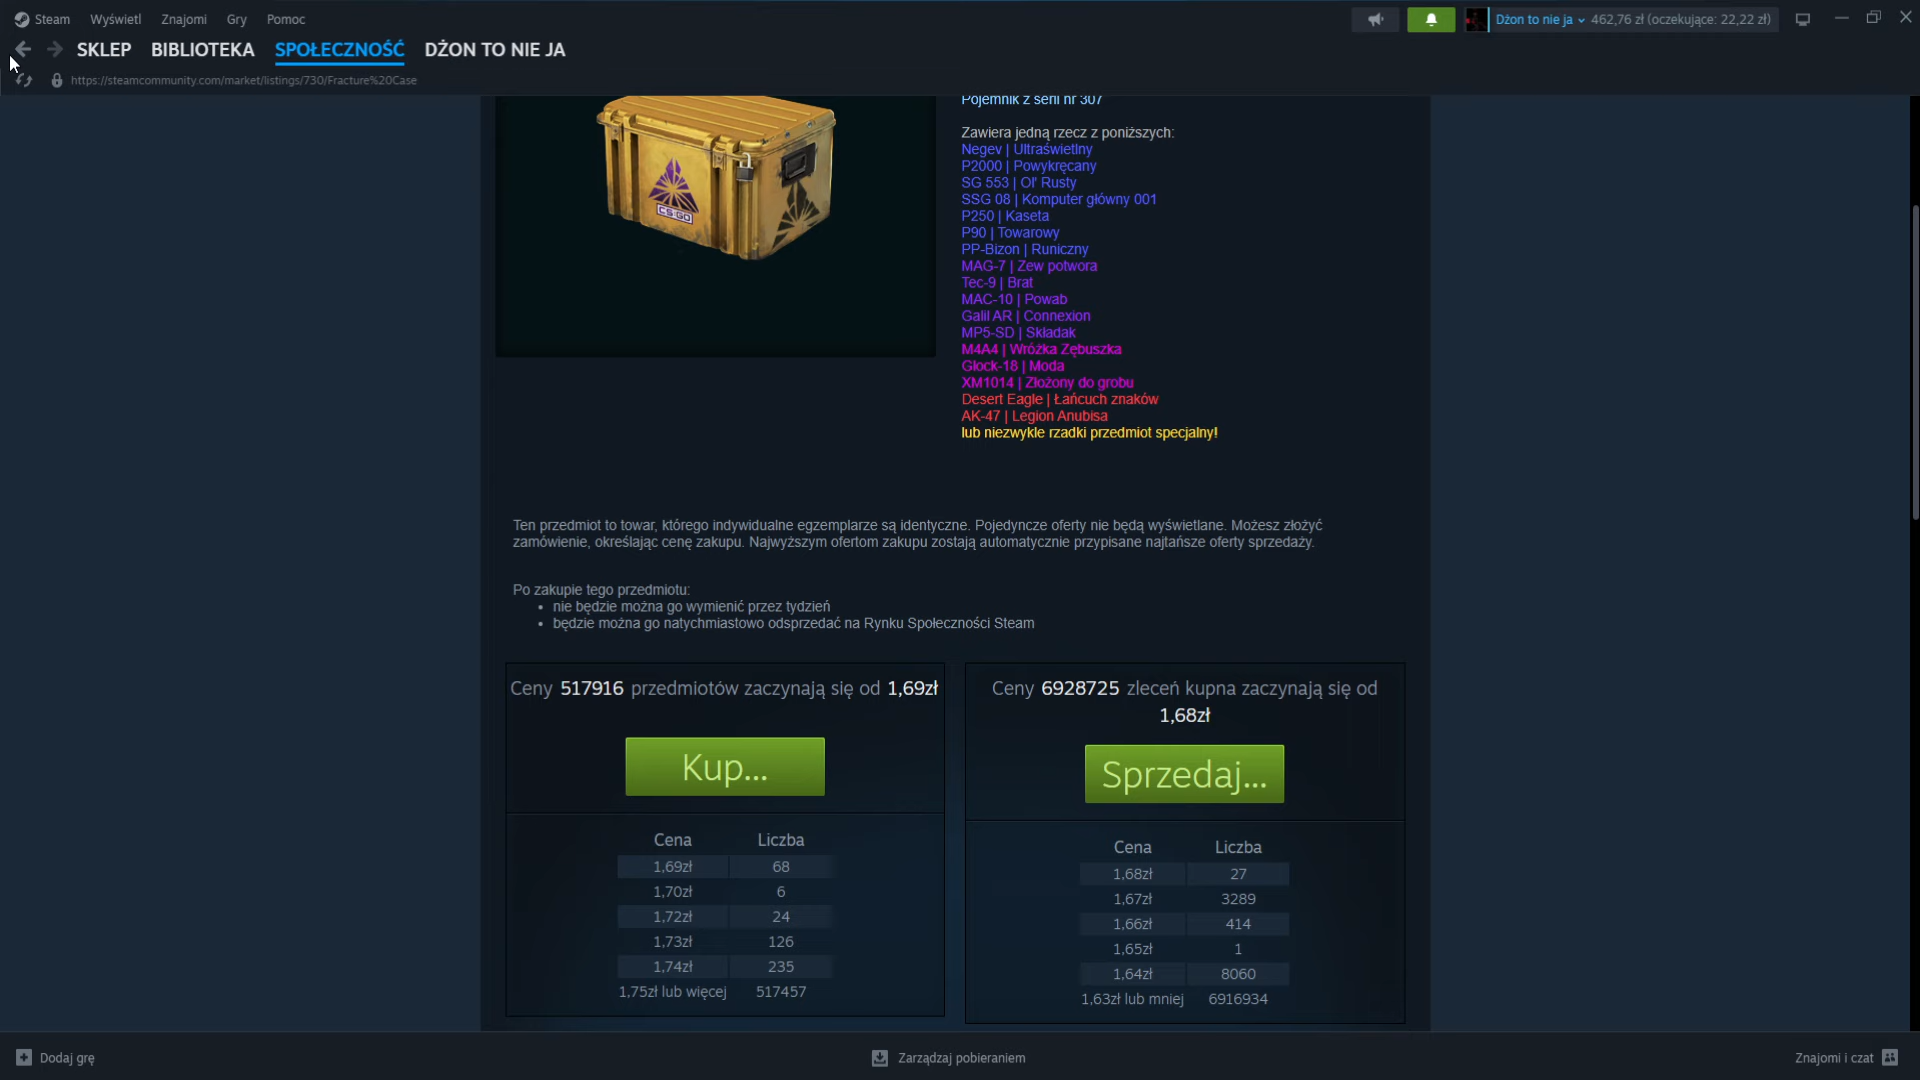 Steam Wyświetl Znajomi Gry Pomoc
Dżon to nie ja 462,76 zł (oczekujące: 22,22 zł)
SKLEP BIBLIOTEKA SPOŁECZNOŚĆ DŻON TO NIE JA
https://steamcommunity.com/market/listings/730/Fracture%20Case
Pojemnik z serii nr 307
Zawiera jedną rzecz z poniższych:
Negev | Ultraświetlny
P2000 | Powykręcany
SG 553 | Ol' Rusty
SSG 08 | Komputer główny 001
P250 | Kaseta
P90 | Towarowy
PP-Bizon | Runiczny
MAG-7 | Zew potwora
Tec-9 | Brat
MAC-10 | Powab
Galil AR | Connexion
MP5-SD | Składak
M4A4 | Wróżka Zębuszka
Glock-18 | Moda
XM1014 | Złożony do grobu
Desert Eagle | Łańcuch znaków
AK-47 | Legion Anubisa
lub niezwykle rzadki przedmiot specjalny!
CS:GO
Ten przedmiot to towar, którego indywidualne egzemplarze są identyczne. Pojedyncze oferty nie będą wyświetlane. Możesz złożyć
zamówienie, określając cenę zakupu. Najwyższym ofertom zakupu zostają automatycznie przypisane najtańsze oferty sprzedaży.
Po zakupie tego przedmiotu:
• nie będzie można go wymienić przez tydzień
• będzie można go natychmiastowo odsprzedać na Rynku Społeczności Steam
Ceny 517916 przedmiotów zaczynają się od 1,69zł
Kup...
Cena Liczba
1,69zł 68
1,70zł 6
1,72zł 24
1,73zł 126
1,74zł 235
1,75zł lub więcej 517457
Ceny 6928725 zleceń kupna zaczynają się od
1,68zł
Sprzedaj...
Cena Liczba
1,68zł 27
1,67zł 3289
1,66zł 414
1,65zł 1
1,64zł 8060
1,63zł lub mniej 6916934
Dodaj grę
Zarządzaj pobieraniem
Znajomi i czat